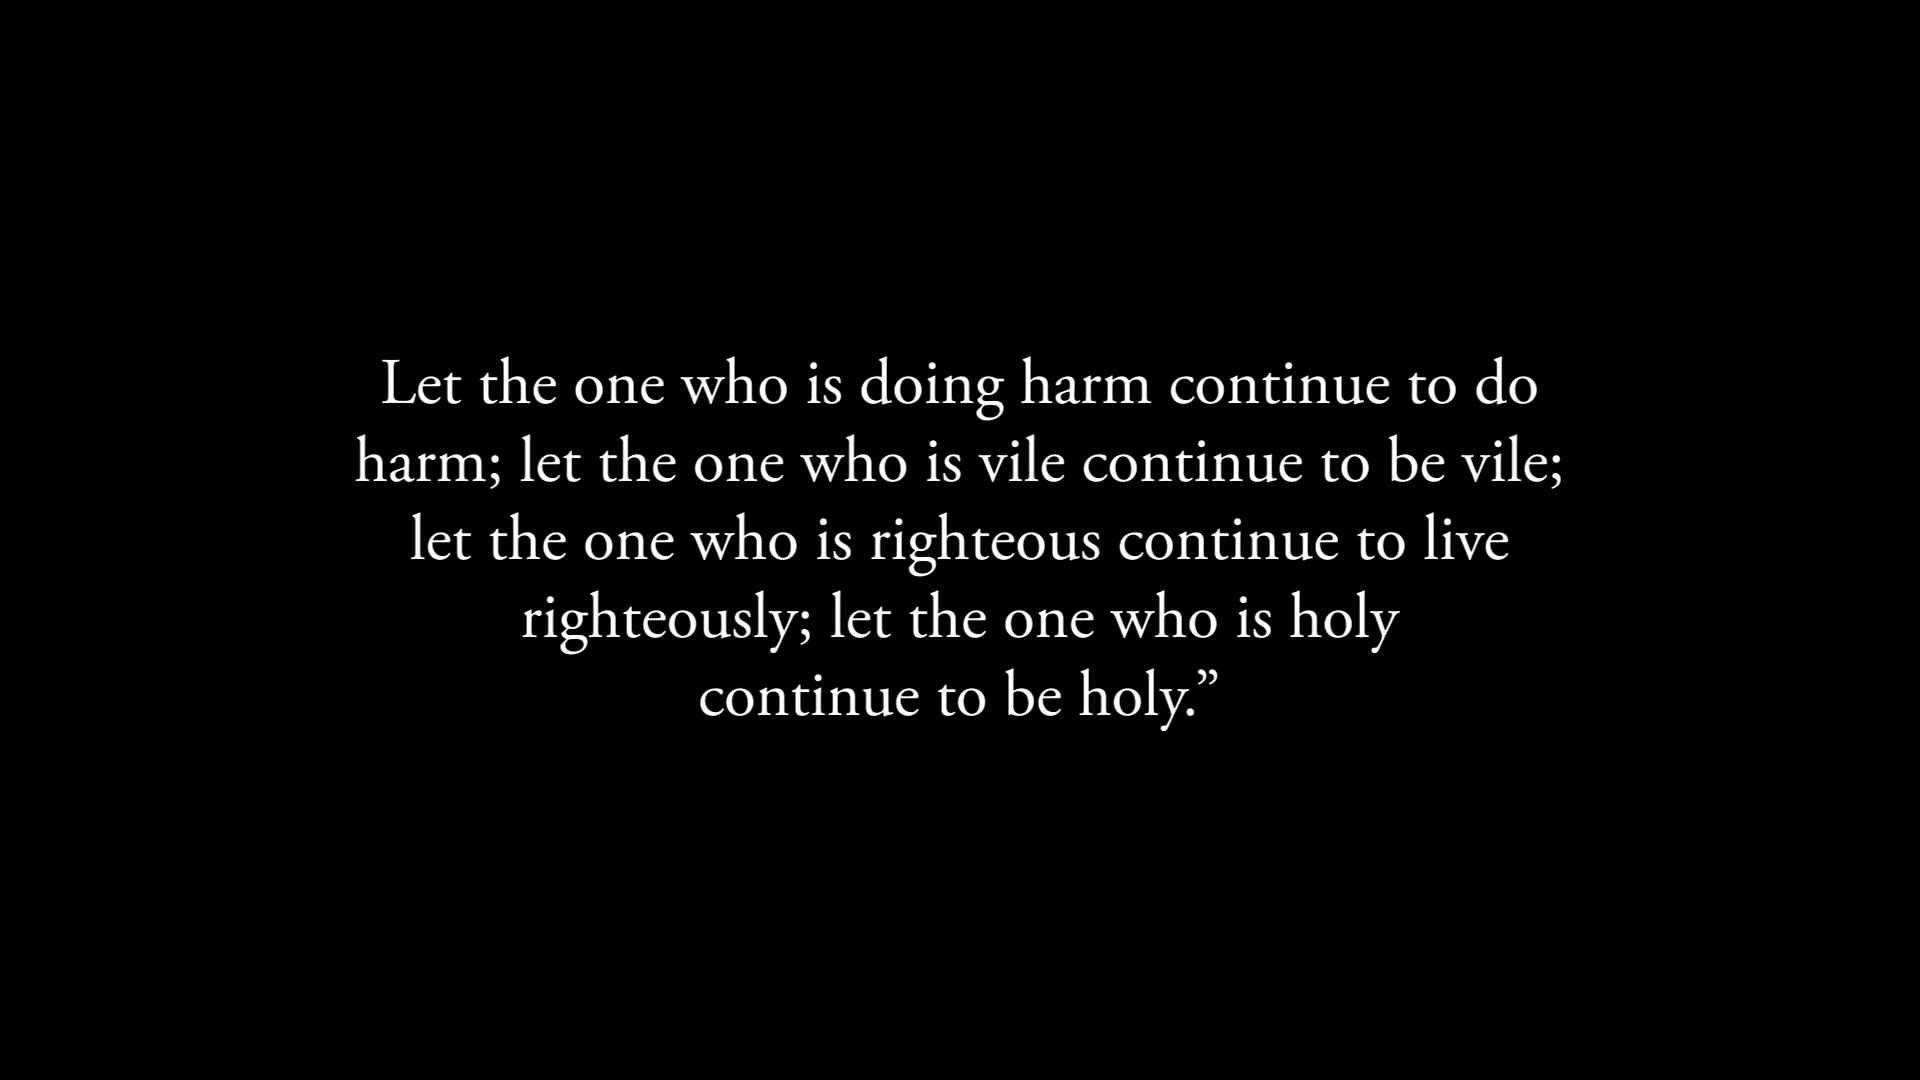 Let the one who is doing harm continue to do
harm; let the one who is vile continue to be vile;
let the one who is righteous continue to live
righteously; let the one who is holy
continue to be holy.”